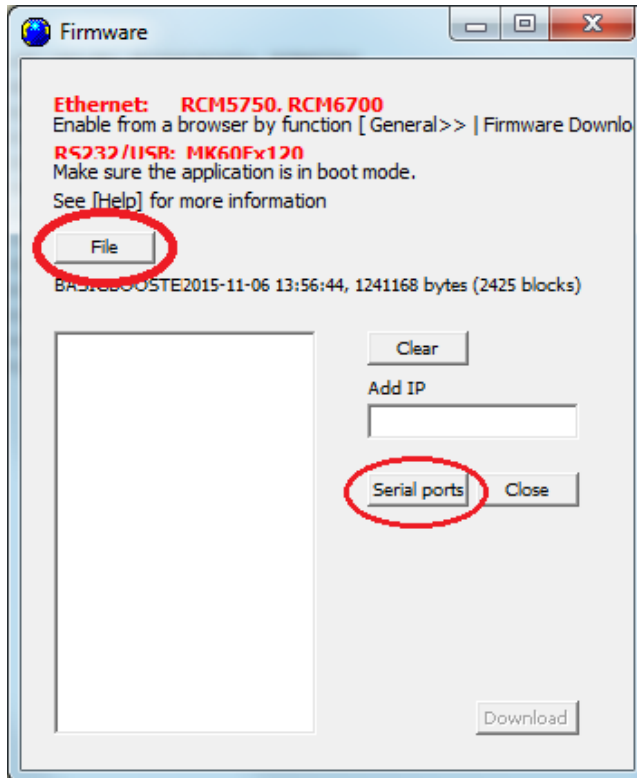 Firmware
Ethernet: RCM5750, RCM6700
Enable from a browser by function [ General>> | Firmware Downlo
RS232/USB: MK60Fx120
Make sure the application is in boot mode.
See [Help] for more information
File
2015-11-06 13:56:44, 1241168 bytes (2425 blocks)
Clear
Add IP
Serial ports Close
Download